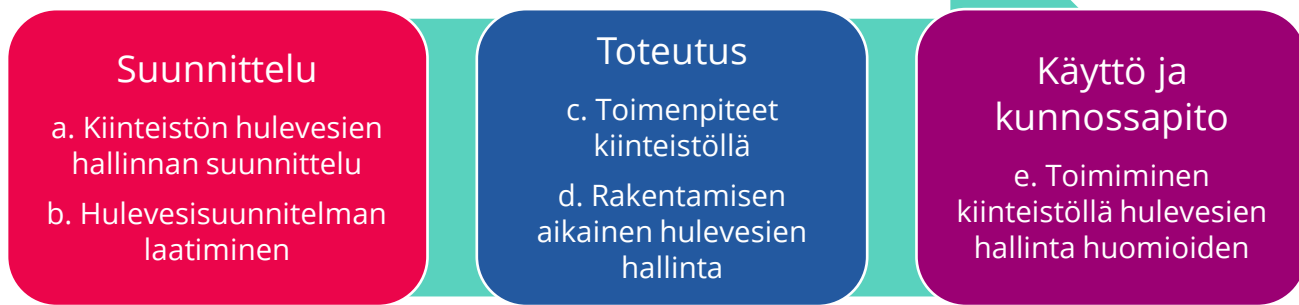 Suunnittelu
a. Kiinteistön hulevesien
hallinnan suunnittelu
b. Hulevesisuunnitelman
laatiminen
Toteutus
c. Toimenpiteet
kiinteistöllä
d. Rakentamisen
aikainen hulevesien
hallinta
Käyttö ja
kunnossapito
e. Toimiminen
kiinteistöllä hulevesien
hallinta huomioiden